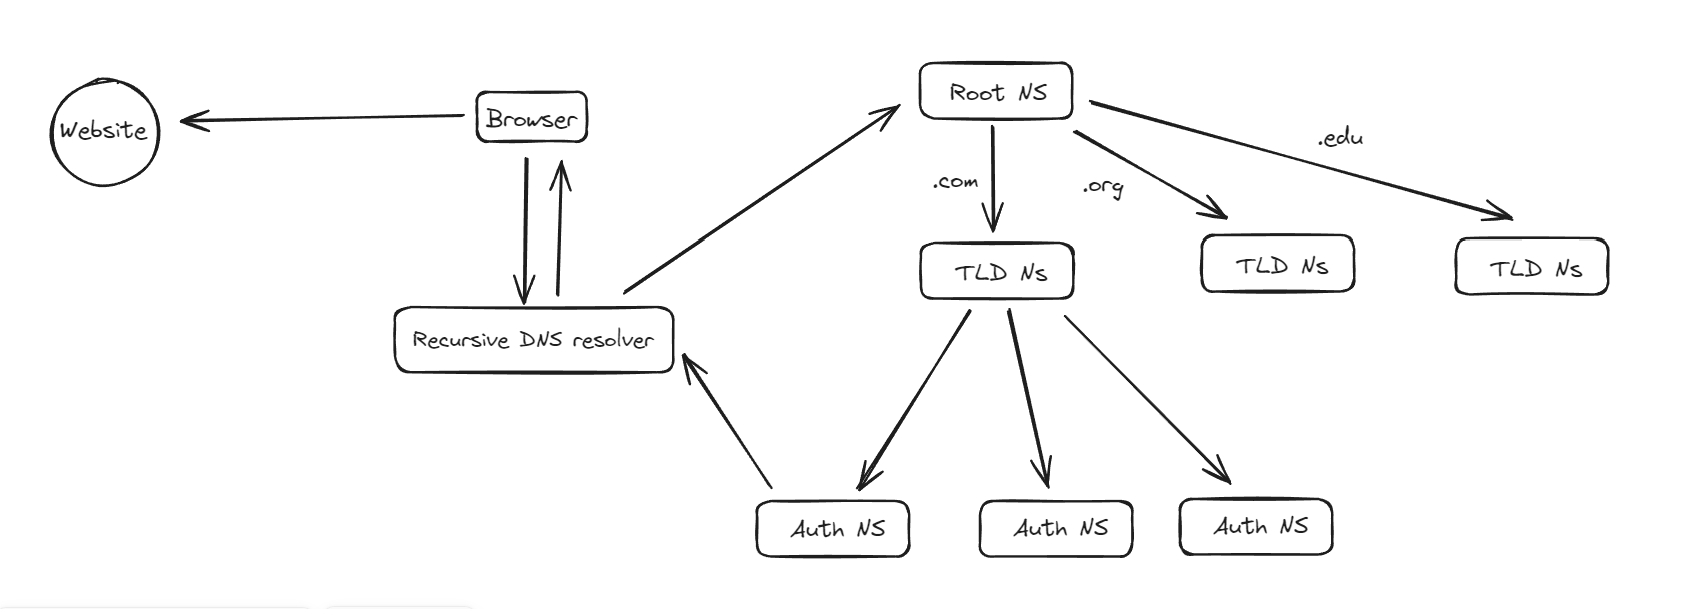 Website
Browser
Root NS
.com
.org
.edu
TLD Ns
TLD Ns
TLD Ns
Recursive DNS resolver
Auth NS
Auth NS
Auth NS